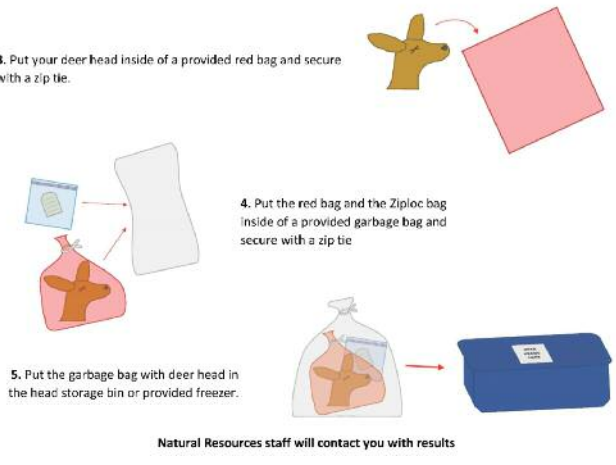 3. Put your deer head inside of a provided red bag and secure
with a zip tie.
4. Put the red bag and the Ziploc bag
inside of a provided garbage bag and
secure with a zip tie
5. Put the garbage bag with deer head in
the head storage bin or provided freezer.
Natural Resources staff will contact you with results